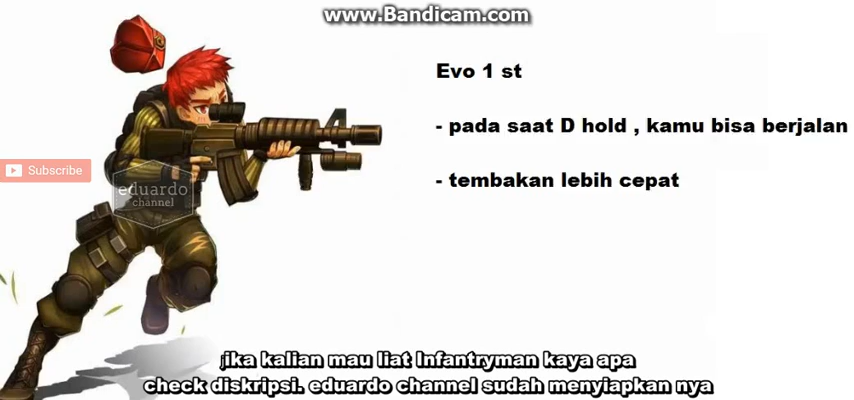 www.Bandicam.com
Evo 1 st
- pada saat D hold , kamu bisa berjalan
- tembakan lebih cepat
Subscribe
eduardo
channel
jika kalian mau liat Infantryman kaya apa
check diskripsi. eduardo channel sudah menyiapkan nya